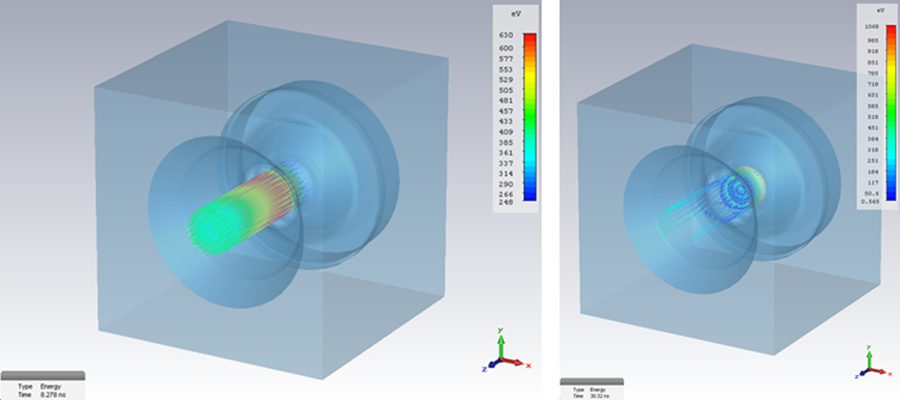 eV
630
600
577
553
529
505
481
457
433
409
385
361
337
314
290
266
248
y
z
x
Type Energy
Time 8.278 ns
eV
1068
985
918
851
785
718
651
585
518
451
384
318
251
184
117
50.6
0.565
y
z
x
Type Energy
Time 30.32 ns